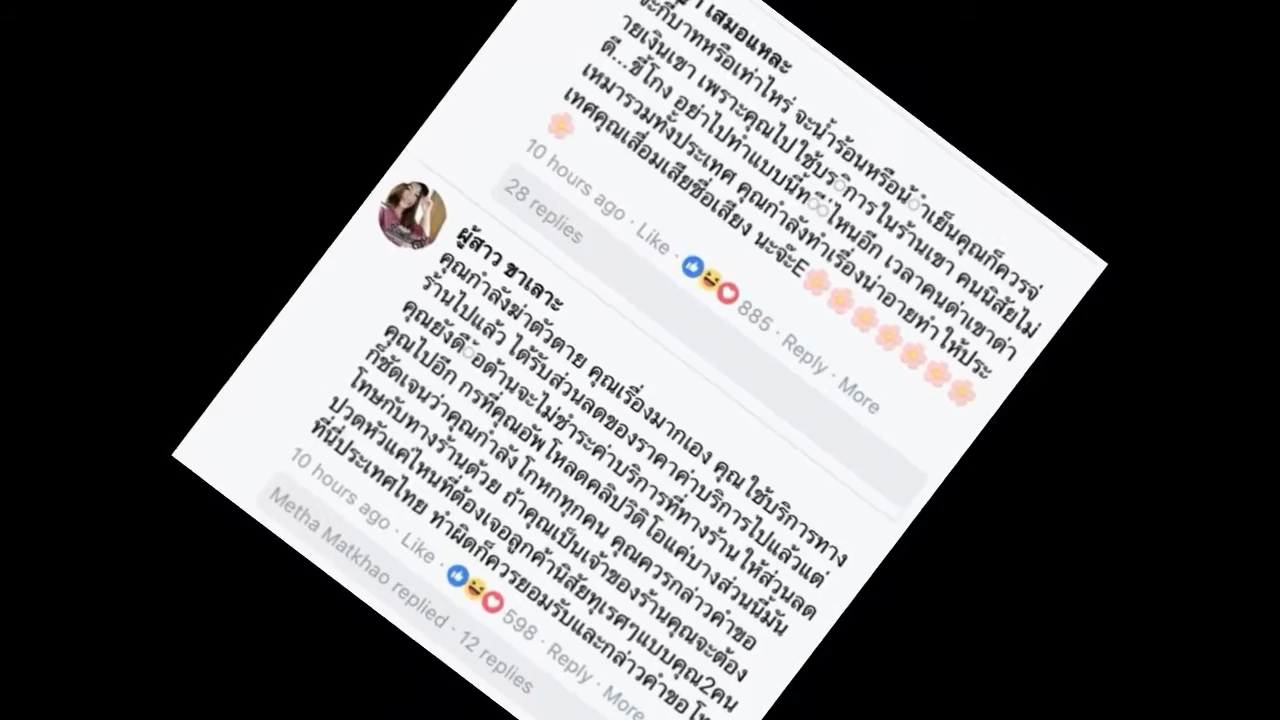 เสมอแหละ
จะกี่บาทหรือเท่าไหร่ จะน้ำร้อนหรือน้ำเย็นคุณก็ควรจ่
ายเงินเขา เพราะคุณไปใช้บริการในร้านเขา คนนิสัยไม่
ดี...ขี้โกง อย่าไปทำแบบนี้ที่ไหนอีก เวลาคนด่าเขาด่า
เหมารวมทั้งประเทศ คุณกำลังทำเรื่องน่าอายทำให้ประ
เทศคุณเสื่อมเสียชื่อเสียง นะจ๊ะE🌸🌸🌸🌸🌸🌸🌸
🌸
10 hours ago · Like · 885 · Reply · More
28 replies
ผู้สาว ชาเลาะ
คุณกำลังฆ่าตัวตาย คุณเรื่องมากเอง คุณใช้บริการทาง
ร้านไปแล้ว ได้รับส่วนลดของราคาค่าบริการไปแล้วแต่
คุณยังดื้อด้านจะไม่ชำระค่าบริการที่ทางร้านให้ส่วนลด
คุณไปอีก กรที่คุณอัพโหลดคลิปวิดิโอแค่บางส่วนนี้มัน
ก็ชัดเจนว่าคุณกำลังโกหกทุกคน คุณควรกล่าวคำขอ
โทษกับทางร้านด้วย ถ้าคุณเป็นเจ้าของร้านคุณจะต้อง
ปวดหัวแค่ไหนที่ต้องเจอลูกค้านิสัยทุเรศๆแบบคุณ2คน
ที่นี่ประเทศไทย ทำผิดก็ควรยอมรับและกล่าวคำขอโท
10 hours ago · Like · 598 · Reply · More
Metha Matkhao replied · 12 replies